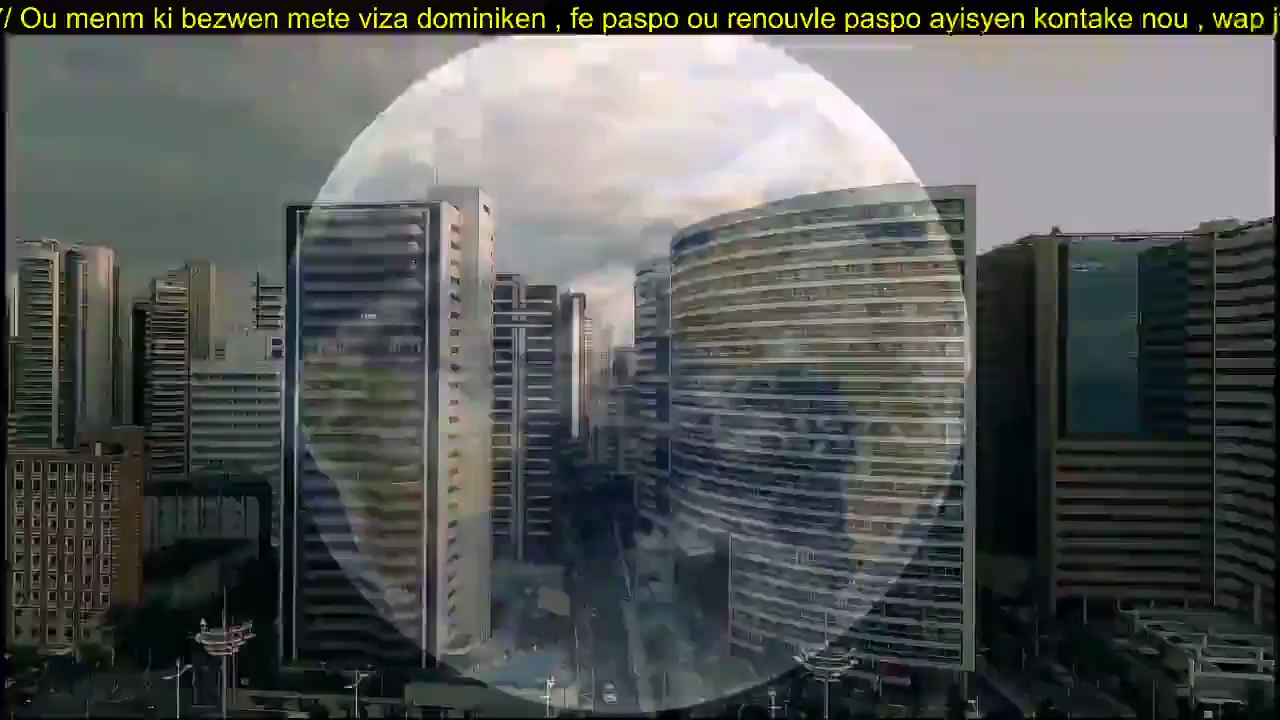 / Ou menm ki bezwen mete viza dominiken , fe paspo ou renouvle paspo ayisyen kontake nou , wap